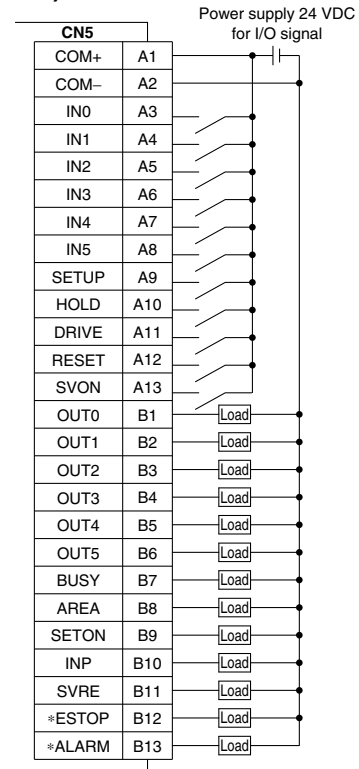 Power supply 24 VDC
for I/O signal
CN5
COM+ A1
COM− A2
IN0 A3
IN1 A4
IN2 A5
IN3 A6
IN4 A7
IN5 A8
SETUP A9
HOLD A10
DRIVE A11
RESET A12
SVON A13
OUT0 B1 Load
OUT1 B2 Load
OUT2 B3 Load
OUT3 B4 Load
OUT4 B5 Load
OUT5 B6 Load
BUSY B7 Load
AREA B8 Load
SETON B9 Load
INP B10 Load
SVRE B11 Load
∗ESTOP B12 Load
∗ALARM B13 Load